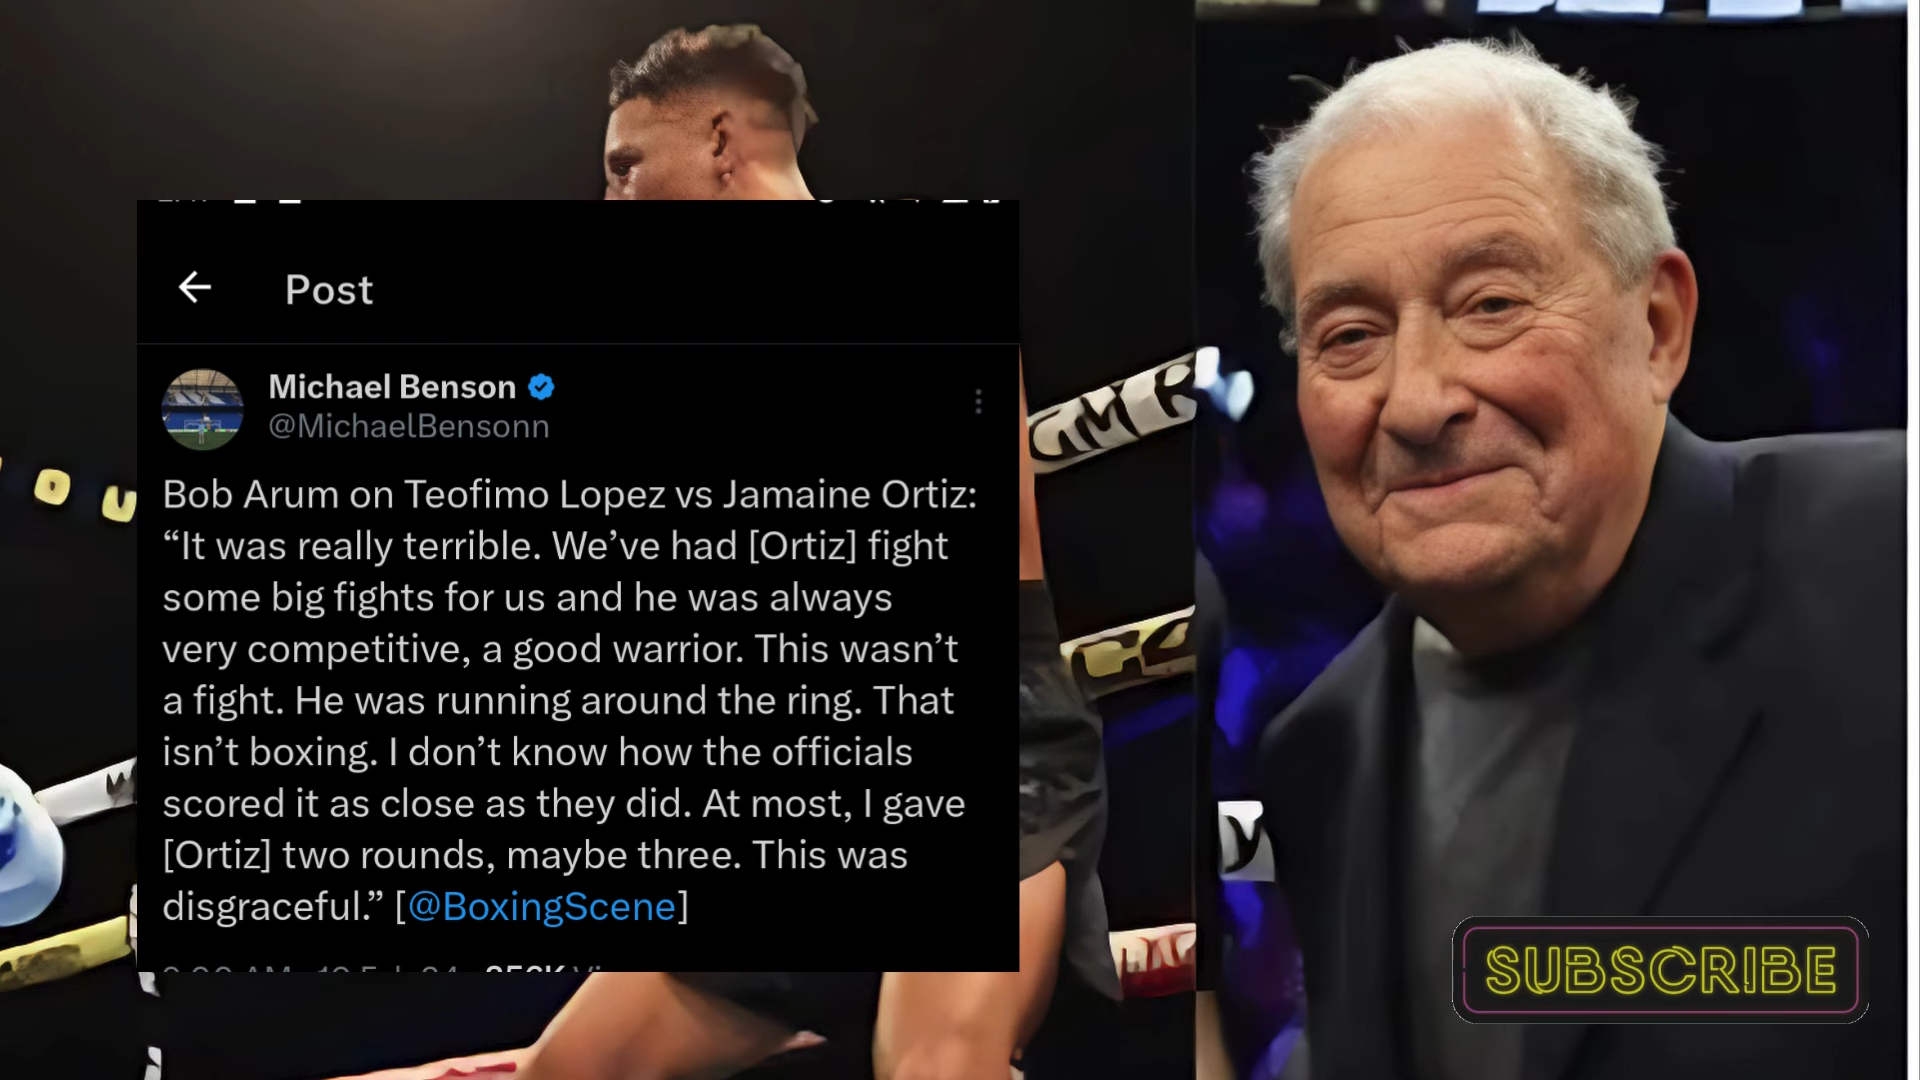 Post
Michael Benson
@MichaelBensonn
Bob Arum on Teofimo Lopez vs Jamaine Ortiz:
“It was really terrible. We’ve had [Ortiz] fight
some big fights for us and he was always
very competitive, a good warrior. This wasn’t
a fight. He was running around the ring. That
isn’t boxing. I don’t know how the officials
scored it as close as they did. At most, I gave
[Ortiz] two rounds, maybe three. This was
disgraceful.” [@BoxingScene]
SUBSCRIBE